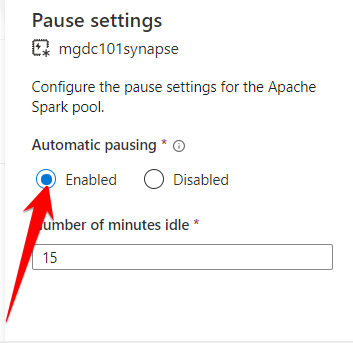 Pause settings
mgdc101synapse
Configure the pause settings for the Apache
Spark pool.
Automatic pausing *
Enabled Disabled
Number of minutes idle *
15